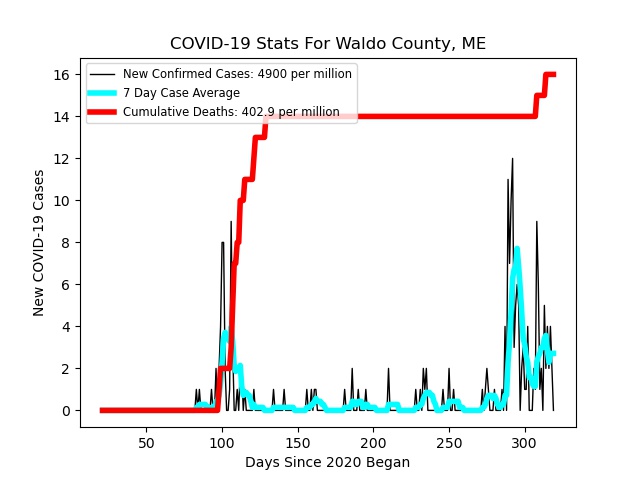 COVID-19 Stats For Waldo County, ME
New Confirmed Cases: 4900 per million
7 Day Case Average
Cumulative Deaths: 402.9 per million
New COVID-19 Cases
16
14
12
10
8
6
4
2
0
50 100 150 200 250 300
Days Since 2020 Began